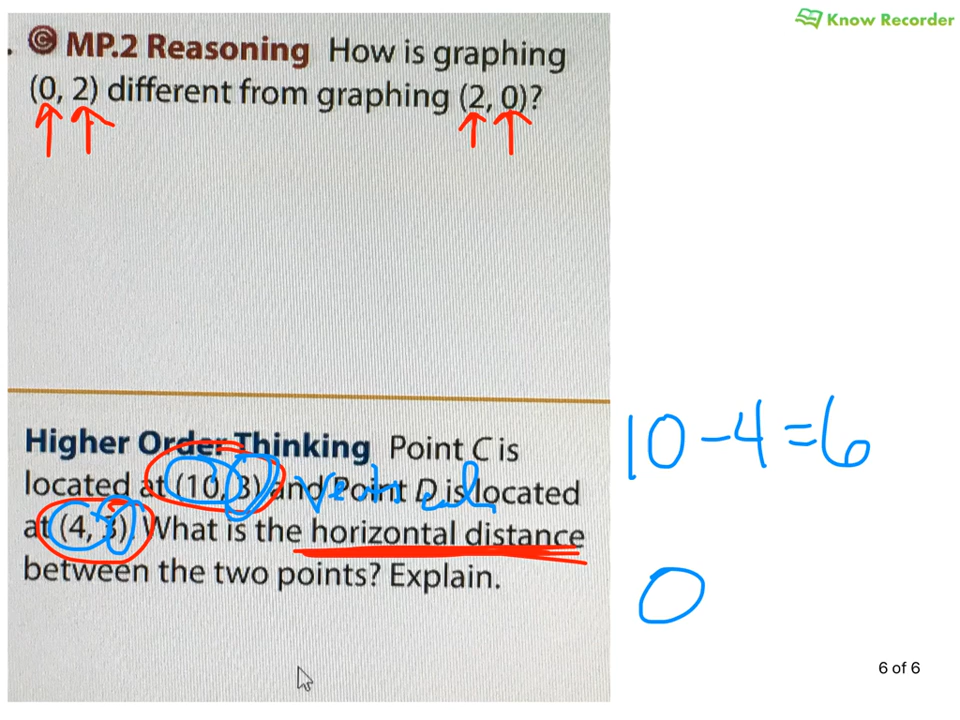 Know Recorder
. © MP.2 Reasoning How is graphing
(0, 2) different from graphing (2, 0)?
Higher Order Thinking Point C is
located at (10, 3) and Point D is located
vertical
at (4, 3). What is the horizontal distance
between the two points? Explain.
10 - 4 = 6
0
6 of 6